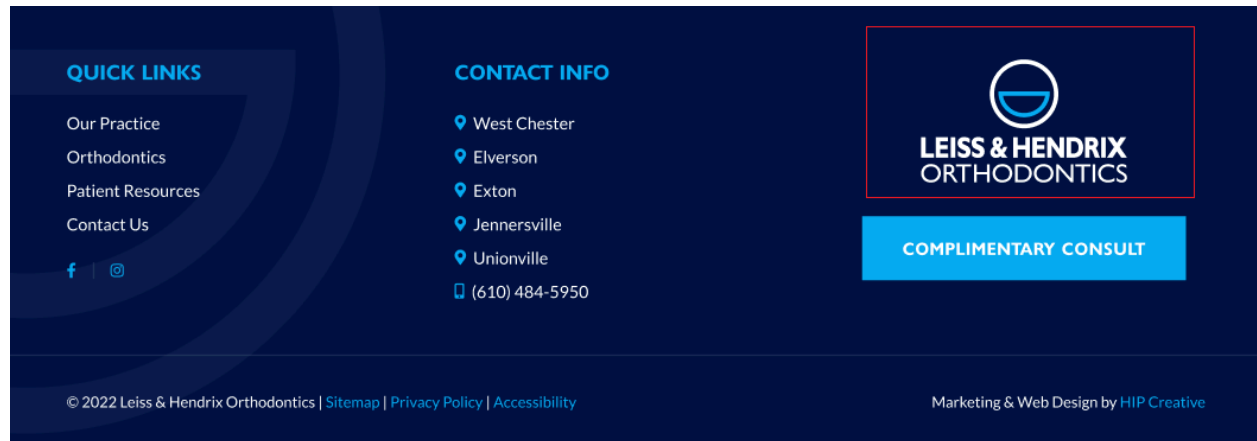 QUICK LINKS
Our Practice
Orthodontics
Patient Resources
Contact Us
CONTACT INFO
West Chester
Elverson
Exton
Jennersville
Unionville
(610) 484-5950
LEISS & HENDRIX
ORTHODONTICS
COMPLIMENTARY CONSULT
© 2022 Leiss & Hendrix Orthodontics | Sitemap | Privacy Policy | Accessibility
Marketing & Web Design by HIP Creative